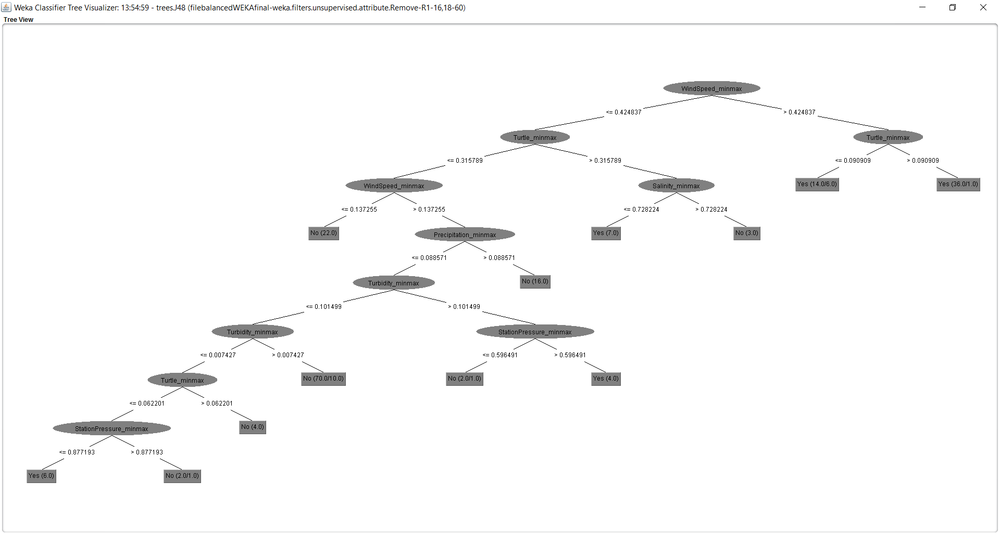 Weka Classifier Tree Visualizer: 13:54:59 - trees.J48 (filebalancedWEKAfinal-weka.filters.unsupervised.attribute.Remove-R1-16,18-60)
Tree View
WindSpeed_minmax
<= 0.424837 > 0.424837
Turtle_minmax Turtle_minmax
<= 0.315789 > 0.315789 <= 0.090909 > 0.090909
WindSpeed_minmax Salinity_minmax Yes (14.0/6.0) Yes (36.0/1.0)
<= 0.137255 > 0.137255 <= 0.728224 > 0.728224
No (22.0) Precipitation_minmax Yes (7.0) No (3.0)
<= 0.088571 > 0.088571
Turbidity_minmax No (16.0)
<= 0.101499 > 0.101499
Turbidity_minmax StationPressure_minmax
<= 0.007427 > 0.007427 <= 0.596491 > 0.596491
Turtle_minmax No (70.0/10.0) No (2.0/1.0) Yes (4.0)
<= 0.062201 > 0.062201
StationPressure_minmax No (4.0)
<= 0.877193 > 0.877193
Yes (6.0) No (2.0/1.0)